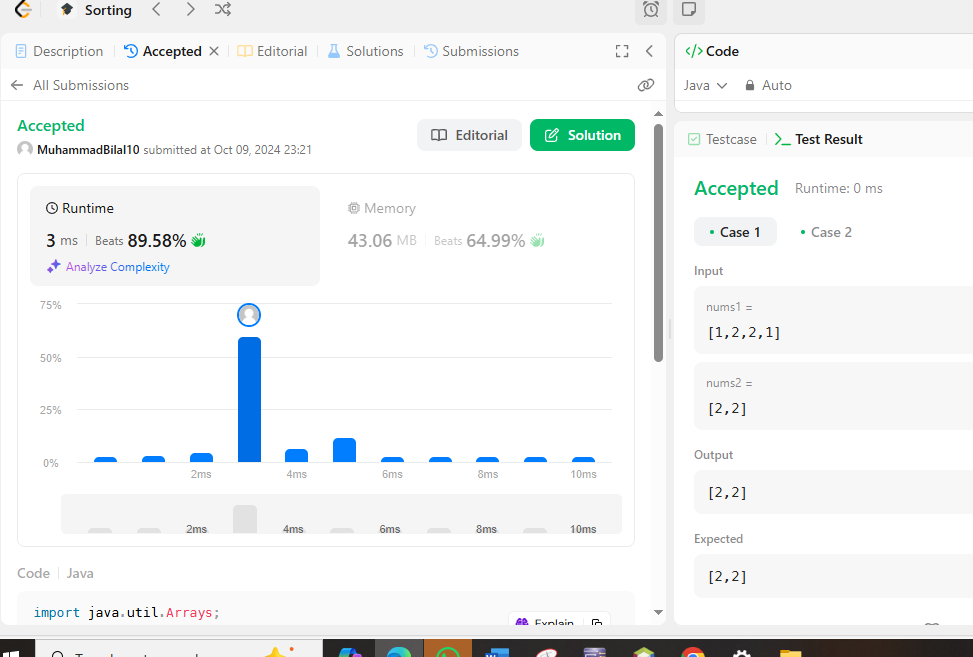 Sorting
Description
Accepted
Editorial
Solutions
Submissions
All Submissions
Accepted
Editorial
Solution
MuhammadBilal10 submitted at Oct 09, 2024 23:21
Runtime
3 ms Beats 89.58%
Analyze Complexity
Memory
43.06 MB Beats 64.99%
75%
50%
25%
0%
2ms 4ms 6ms 8ms 10ms
2ms 4ms 6ms 8ms 10ms
Code Java
import java.util.Arrays;
Explain
</> Code
Java Auto
Testcase
Test Result
Accepted Runtime: 0 ms
Case 1 Case 2
Input
nums1 =
[1,2,2,1]
nums2 =
[2,2]
Output
[2,2]
Expected
[2,2]